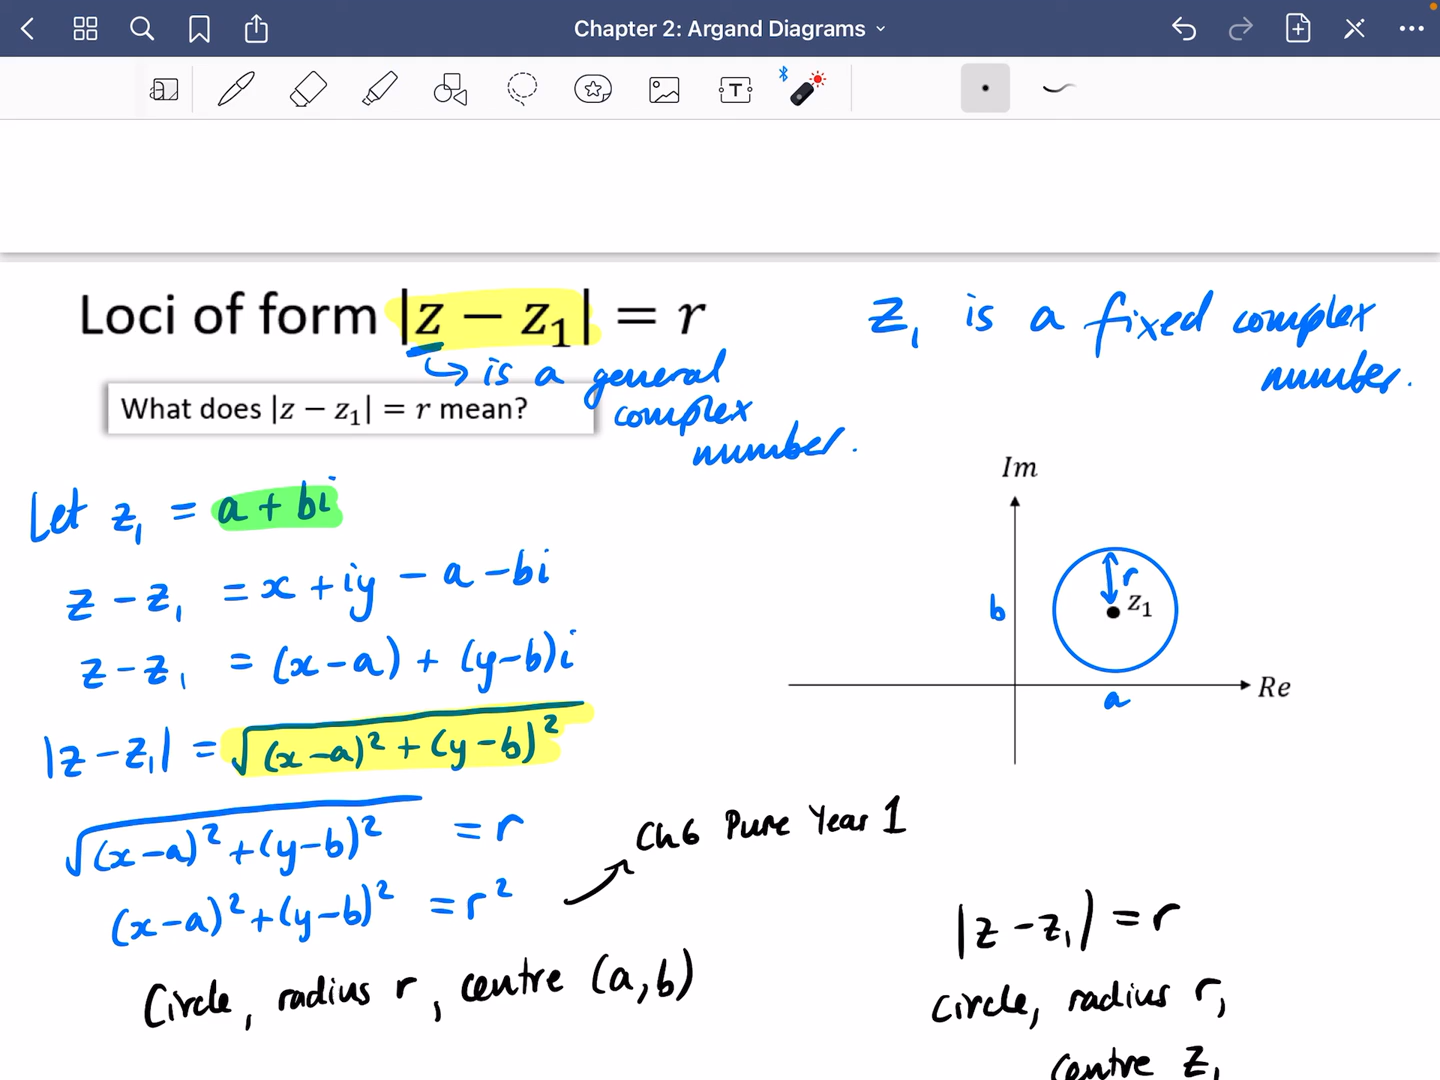 Chapter 2: Argand Diagrams
Loci of form |z − z₁| = r
z₁ is a fixed complex
number.
↳ is a general
complex
number.
What does |z − z₁| = r mean?
Let z₁ = a + bi
z − z₁ = x + iy − a − bi
z − z₁ = (x − a) + (y − b)i
|z − z₁| = √((x − a)² + (y − b)²)
√((x − a)² + (y − b)²) = r
(x − a)² + (y − b)² = r²
Ch6 Pure Year 1
Circle, radius r, centre (a, b)
Im
r
z₁
b
Re
a
|z − z₁| = r
circle, radius r,
centre z₁